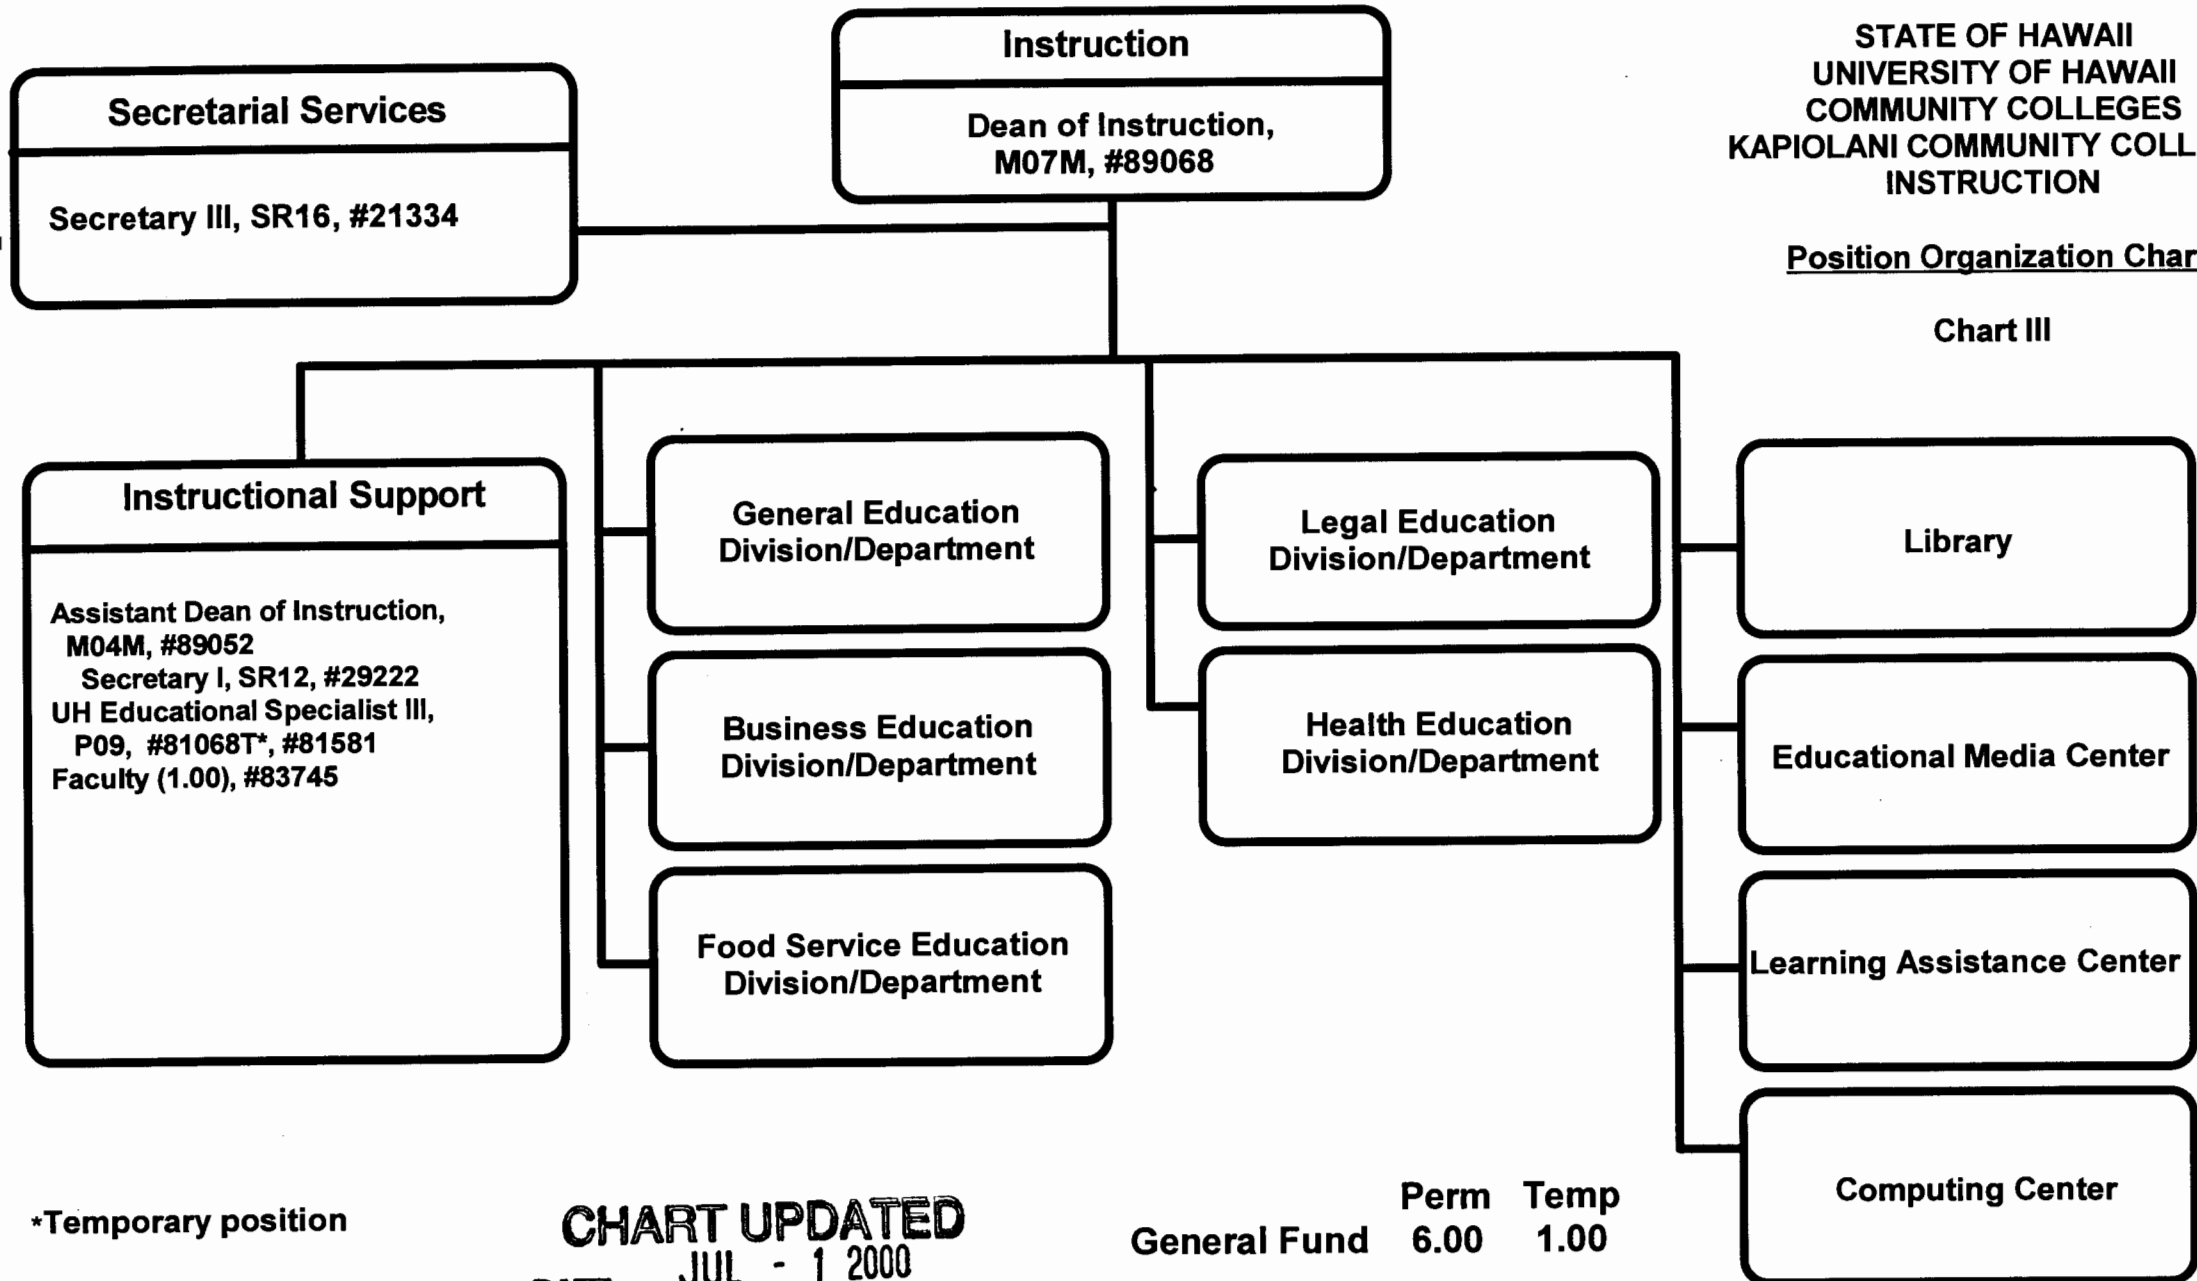 Instruction
Dean of Instruction,
M07M, #89068
Secretarial Services
Secretary III, SR16, #21334
STATE OF HAWAII
UNIVERSITY OF HAWAII
COMMUNITY COLLEGES
KAPIOLANI COMMUNITY COLL
INSTRUCTION
Position Organization Char
Chart III
Instructional Support
Assistant Dean of Instruction,
M04M, #89052
Secretary I, SR12, #29222
UH Educational Specialist III,
P09, #81068T*, #81581
Faculty (1.00), #83745
General Education
Division/Department
Business Education
Division/Department
Food Service Education
Division/Department
Legal Education
Division/Department
Health Education
Division/Department
Library
Educational Media Center
Learning Assistance Center
Computing Center
*Temporary position
CHART UPDATED
JUL - 1 2000
Perm Temp
General Fund 6.00 1.00